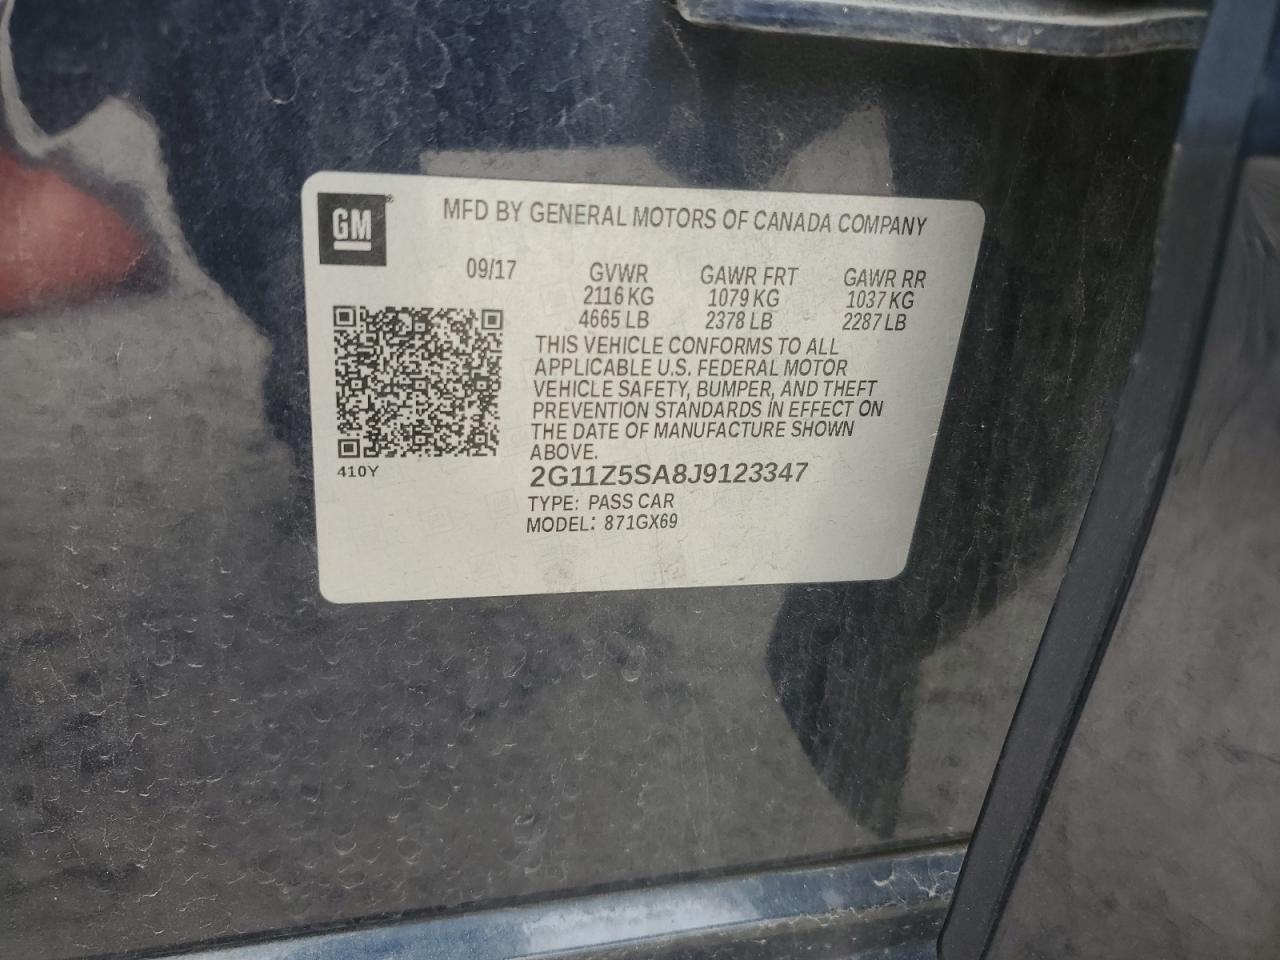 GM
MFD BY GENERAL MOTORS OF CANADA COMPANY
09/17 GVWR GAWR FRT GAWR RR
2116 KG 1079 KG 1037 KG
4665 LB 2378 LB 2287 LB
THIS VEHICLE CONFORMS TO ALL
APPLICABLE U.S. FEDERAL MOTOR
VEHICLE SAFETY, BUMPER, AND THEFT
PREVENTION STANDARDS IN EFFECT ON
THE DATE OF MANUFACTURE SHOWN
ABOVE.
410Y
2G11Z5SA8J9123347
TYPE: PASS CAR
MODEL: 871GX69